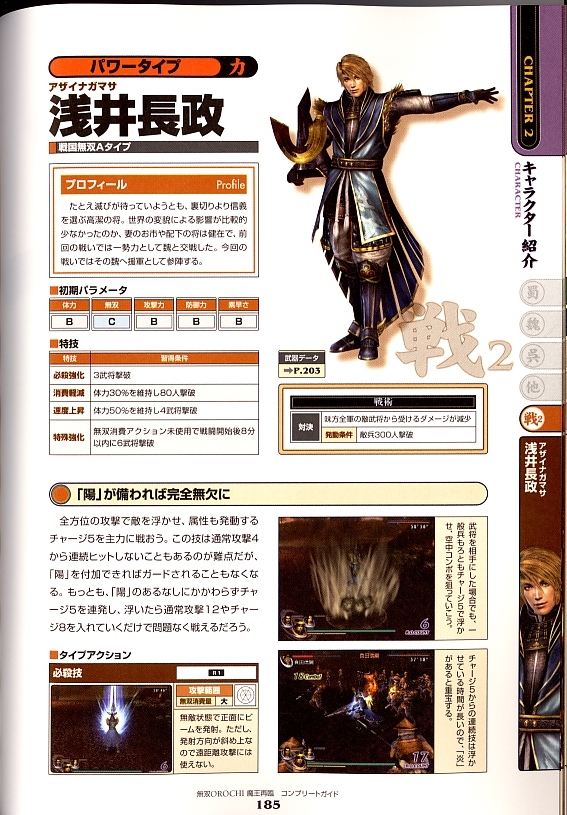 パワータイプ 力
アザイナガマサ
浅井長政
戦国無双Aタイプ
プロフィール Profile
たとえ滅びが待っていようとも、裏切りより信義
を選ぶ高潔の将。世界の変貌による影響が比較的
少なかったのか、妻のお市や配下の将は健在で、前
回の戦いでは一勢力として魏と交戦した。今回の
戦いではその魏へ援軍として参陣する。
初期パラメータ
体力 無双 攻撃力 防御力 素早さ
B C B B B
特技
特技 習得条件
必殺強化 3武将撃破
消費軽減 体力30%を維持し80人撃破
速度上昇 体力50%を維持し4武将撃破
特殊強化 無双消費アクション未使用で戦闘開始後8分
以内に6武将撃破
武器データ
➡P.203
戦2
戦術
対決 味方全軍の敵武将から受けるダメージが減少
発動条件 敵兵300人撃破
「陽」が備われば完全無欠に
全方位の攻撃で敵を浮かせ、属性も発動する
チャージ5を主力に戦おう。この技は通常攻撃4
から連続ヒットしないこともあるのが難点だが、
「陽」を付加できればガードされることもなくな
る。もっとも、「陽」のあるなしにかかわらずチャ
ージ5を連発し、浮いたら通常攻撃12やチャー
ジ8を入れていくだけで問題なく戦えるだろう。
武将を相手にした場合でも、一
般兵もろともチャージ5で浮か
せ、空中コンボを狙っていこう。
チャージ5からの連続技は浮か
せている時間が長いので、「炎」
があると重宝する。
タイプアクション
必殺技 R1
攻撃範囲
無双消費量 大
無敵状態で正面にビ
ームを発射。ただし、
発射方向が斜め上な
ので遠距離攻撃には
使えない。
CHAPTER 2
キャラクター紹介
CHARACTER
蜀
魏
呉
他
戦2
アザイナガマサ
浅井長政
無双OROCHI 魔王再臨 コンプリートガイド
185